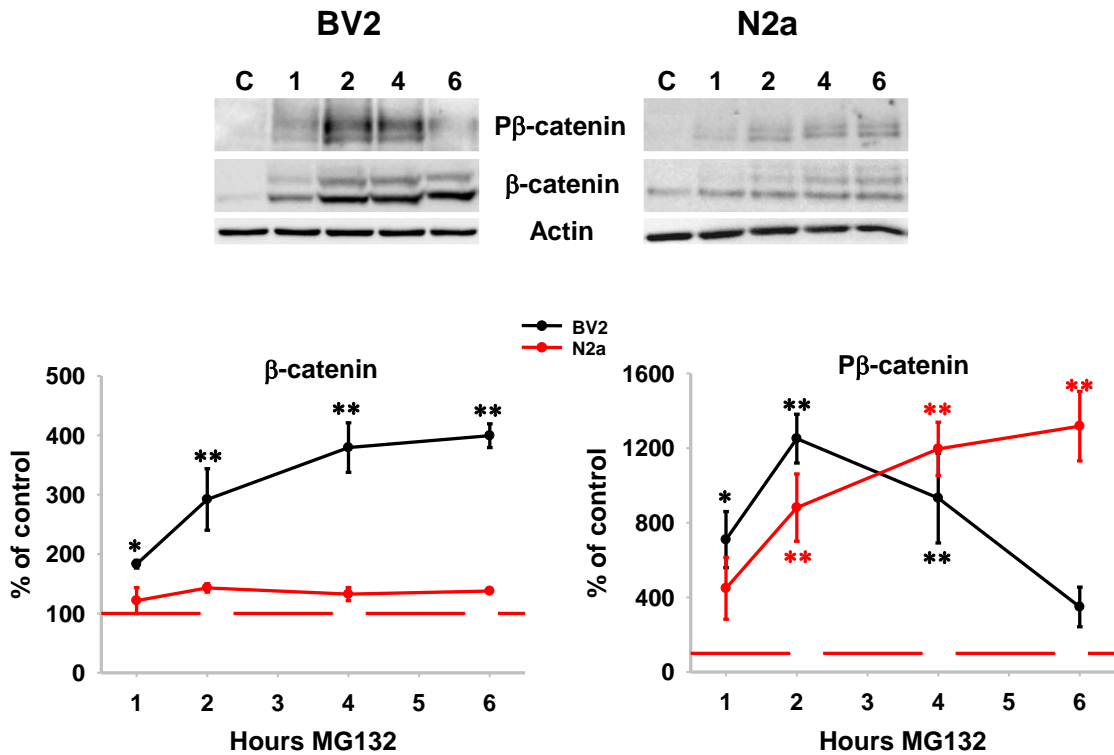 BV2 N2a
C 1 2 4 6 C 1 2 4 6
Pβ-catenin
β-catenin
Actin
BV2
N2a
β-catenin
500
400
300
200
100
0
% of control
*
**
**
**
1 2 3 4 5 6
Hours MG132
Pβ-catenin
1600
1200
800
400
0
% of control
*
**
**
**
**
**
1 2 3 4 5 6
Hours MG132